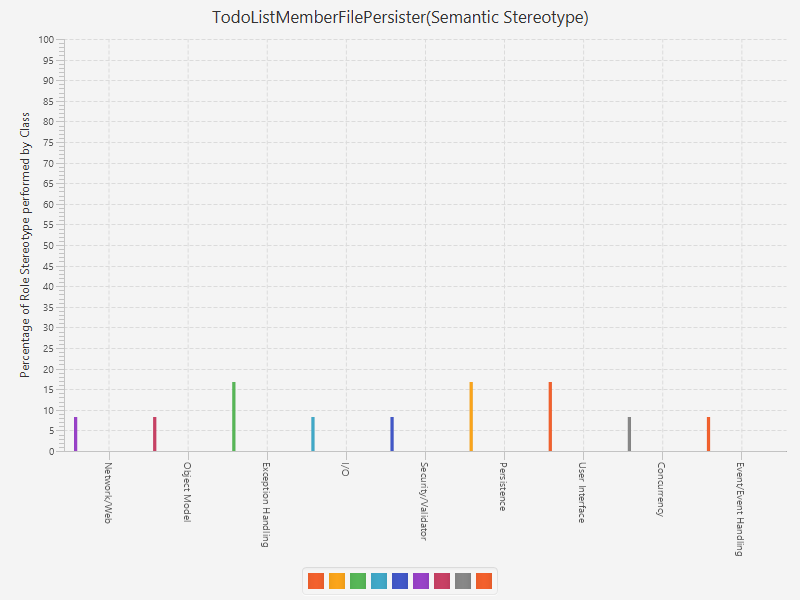 TodoListMemberFilePersister(Semantic Stereotype)
Percentage of Role Stereotype performed by Class
100
95
90
85
80
75
70
65
60
55
50
45
40
35
30
25
20
15
10
5
0
Network/Web
Object Model
Exception Handling
I/O
Security/Validator
Persistence
User Interface
Concurrency
Event/Event Handling